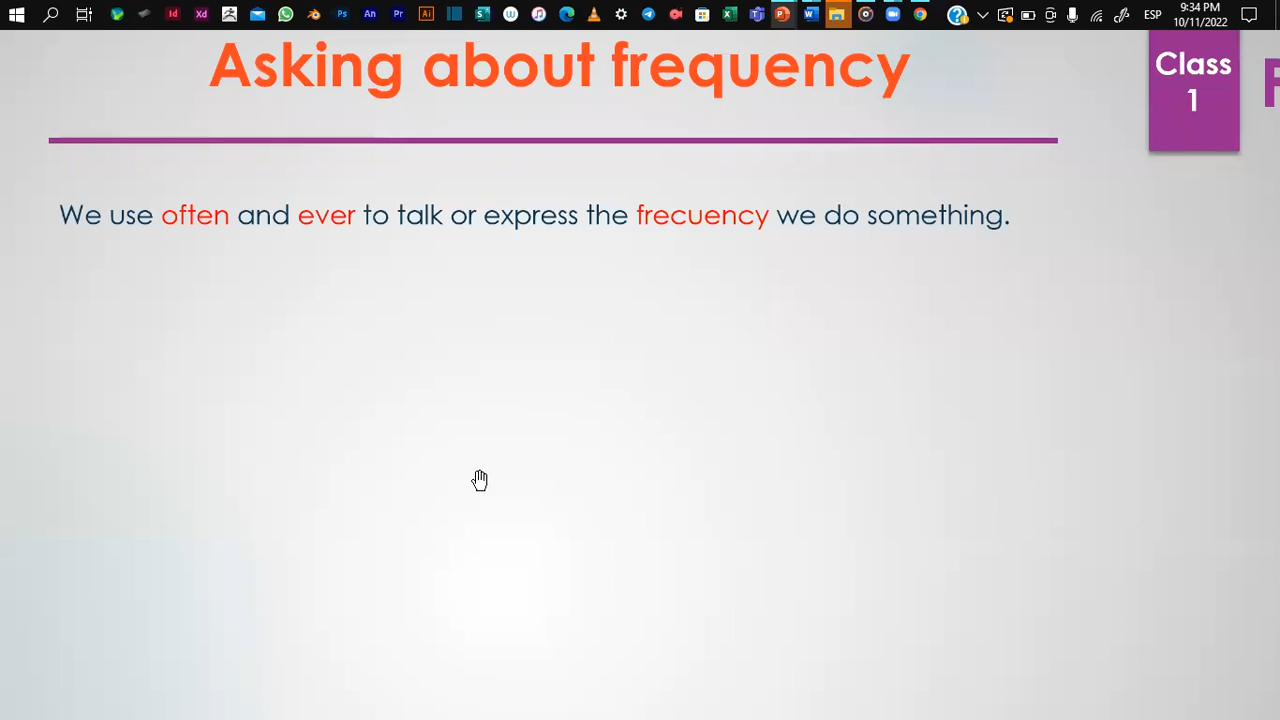 9:34 PM
ESP
10/11/2022
Asking about frequency
Class
1
We use often and ever to talk or express the frecuency we do something.